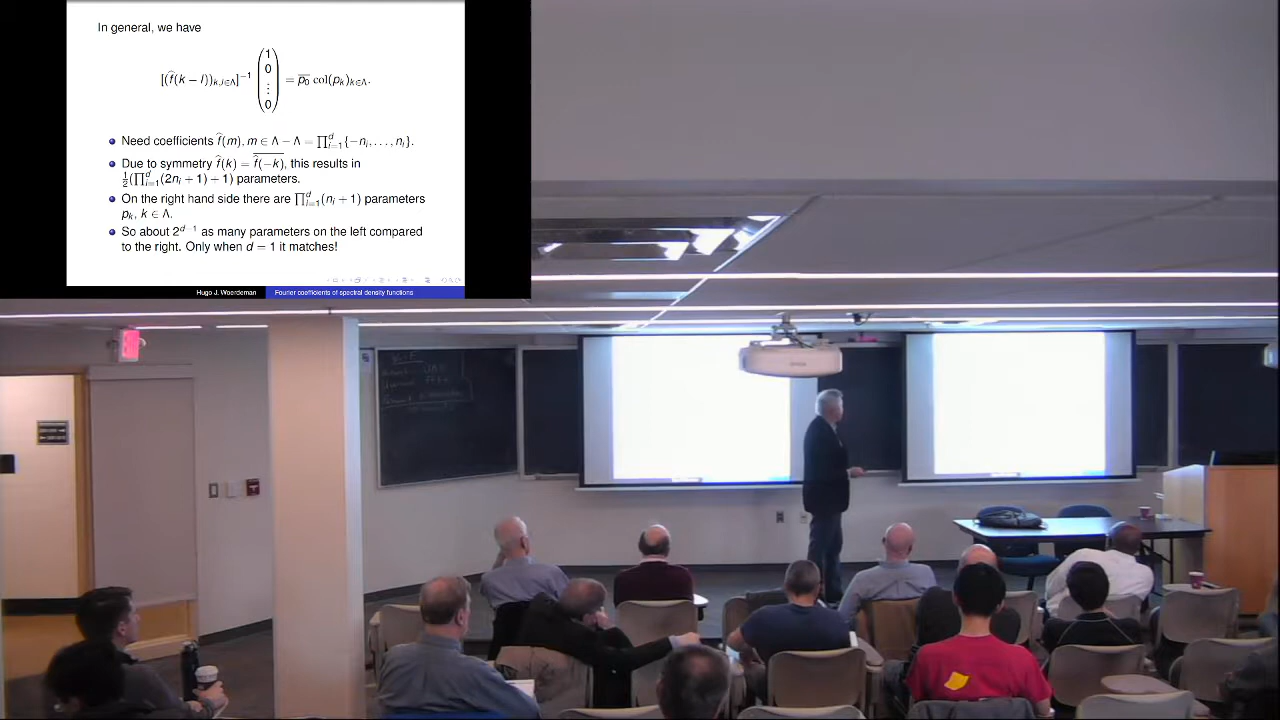 In general, we have
[(f̂(k − l))k,l∈Λ]⁻¹ (1 0 ⋮ 0) = p̄₀ col(pₖ)k∈Λ.
Need coefficients f̂(m), m ∈ Λ − Λ = ∏ᵈᵢ₌₁{−nᵢ, . . . , nᵢ}.
Due to symmetry f̂(k) = \overline{f̂(−k)}, this results in
½(∏ᵈᵢ₌₁(2nᵢ + 1) + 1) parameters.
On the right hand side there are ∏ᵈᵢ₌₁(nᵢ + 1) parameters
pₖ, k ∈ Λ.
So about 2ᵈ⁻¹ as many parameters on the left compared
to the right. Only when d = 1 it matches!
Hugo J. Woerdeman Fourier coefficients of spectral density functions